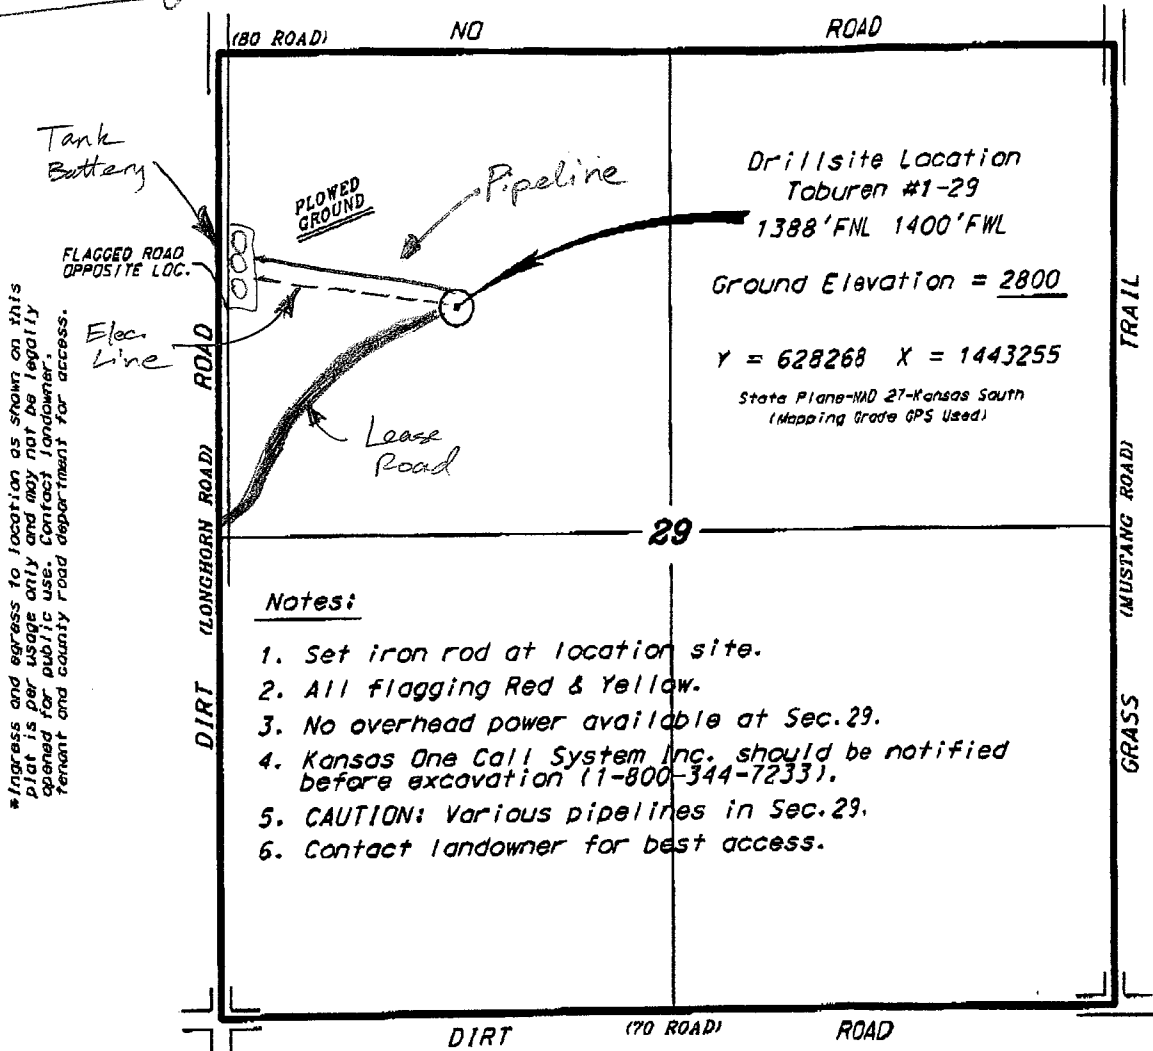 (80 ROAD) NO ROAD
Tank
Battery
PLOWED
GROUND
Pipeline
Drillsite Location
Toburen #1-29
1388'FNL 1400'FWL
FLAGGED ROAD
OPPOSITE LOC.
Ground Elevation = 2800
Elec.
Line
Y = 628268 X = 1443255
State Plane-NAD 27-Kansas South
(Mapping Grade GPS Used)
Lease
Road
DIRT (LONGHORN ROAD) ROAD
GRASS (MUSTANG ROAD) TRAIL
29
*Ingress and egress to location as shown on this
plat is per usage only and may not be legally
opened for public use. Contact landowner,
tenant and county road department for access.
Notes:
1. Set iron rod at location site.
2. All flagging Red & Yellow.
3. No overhead power available at Sec.29.
4. Kansas One Call System Inc. should be notified
before excavation (1-800-344-7233).
5. CAUTION: Various pipelines in Sec.29.
6. Contact landowner for best access.
DIRT (70 ROAD) ROAD